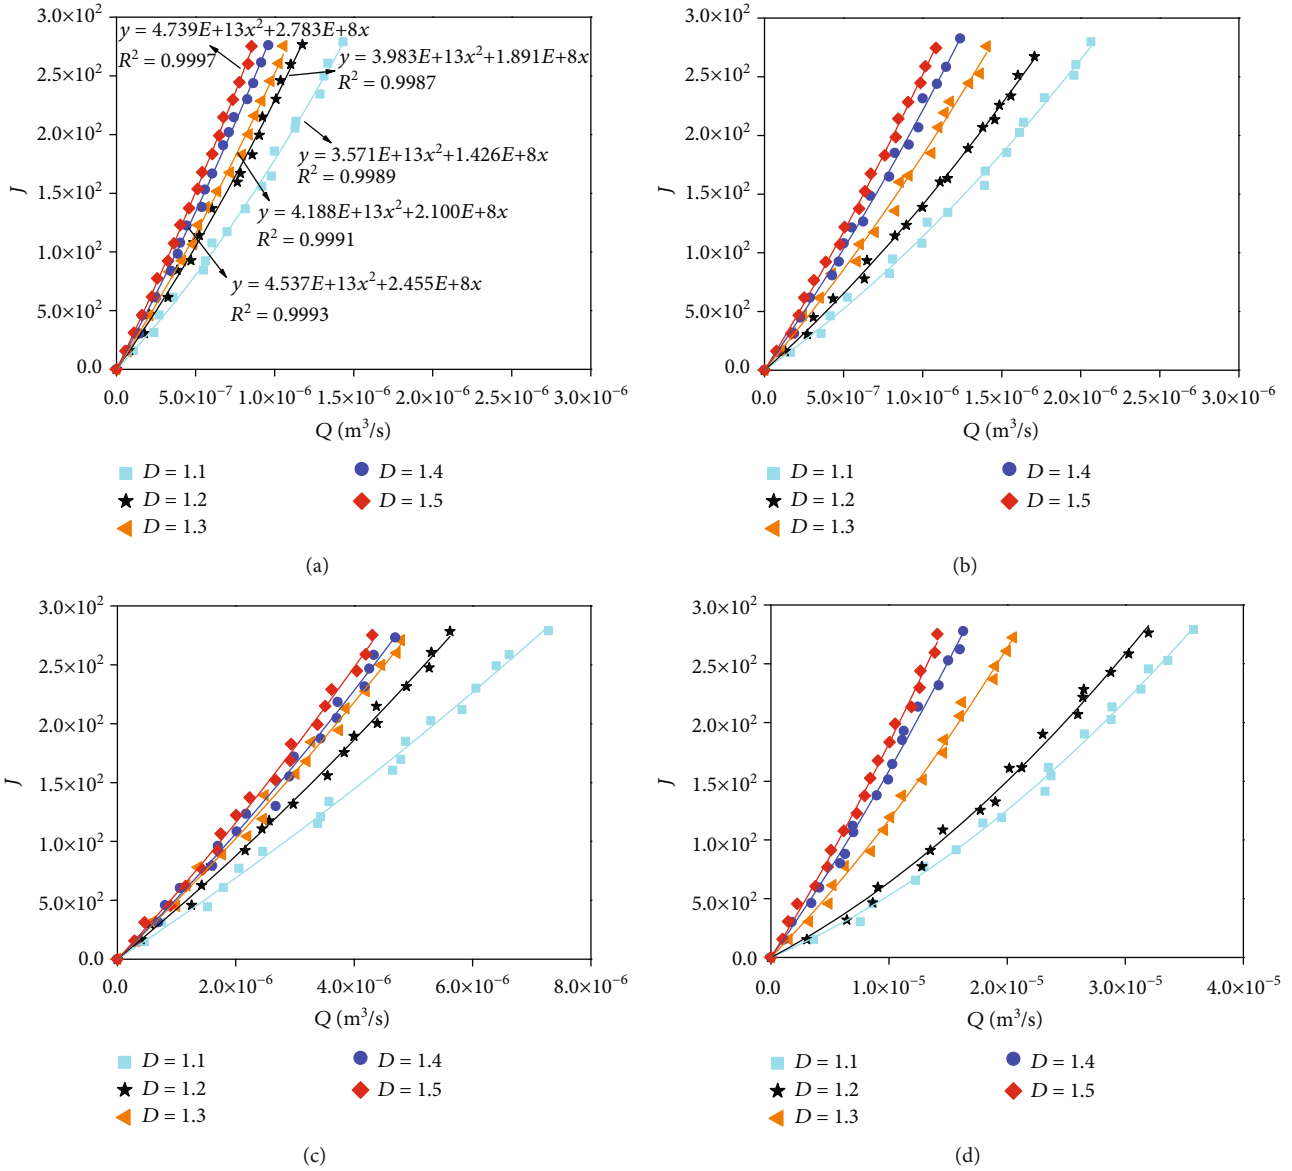 3.0×10² 2.5×10² 2.0×10² 1.5×10² 1.0×10² 5.0×10¹ 0.0
J
y = 4.739E+13x²+2.783E+8x
R² = 0.9997
y = 3.983E+13x²+1.891E+8x
R² = 0.9987
y = 3.571E+13x²+1.426E+8x
R² = 0.9989
y = 4.188E+13x²+2.100E+8x
R² = 0.9991
y = 4.537E+13x²+2.455E+8x
R² = 0.9993
0.0 5.0×10⁻⁷ 1.0×10⁻⁶ 1.5×10⁻⁶ 2.0×10⁻⁶ 2.5×10⁻⁶ 3.0×10⁻⁶
Q (m³/s)
D = 1.1 D = 1.4
D = 1.2 D = 1.5
D = 1.3
(a)
3.0×10² 2.5×10² 2.0×10² 1.5×10² 1.0×10² 5.0×10¹ 0.0
J
0.0 5.0×10⁻⁷ 1.0×10⁻⁶ 1.5×10⁻⁶ 2.0×10⁻⁶ 2.5×10⁻⁶ 3.0×10⁻⁶
Q (m³/s)
D = 1.1 D = 1.4
D = 1.2 D = 1.5
D = 1.3
(b)
3.0×10² 2.5×10² 2.0×10² 1.5×10² 1.0×10² 5.0×10² 0.0
J
0.0 2.0×10⁻⁶ 4.0×10⁻⁶ 6.0×10⁻⁶ 8.0×10⁻⁶
Q (m³/s)
D = 1.1 D = 1.4
D = 1.2 D = 1.5
D = 1.3
(c)
3.0×10² 2.5×10² 2.0×10² 1.5×10² 1.0×10² 5.0×10² 0.0
J
0.0 1.0×10⁻⁵ 2.0×10⁻⁵ 3.0×10⁻⁵ 4.0×10⁻⁵
Q (m³/s)
D = 1.1 D = 1.4
D = 1.2 D = 1.5
D = 1.3
(d)